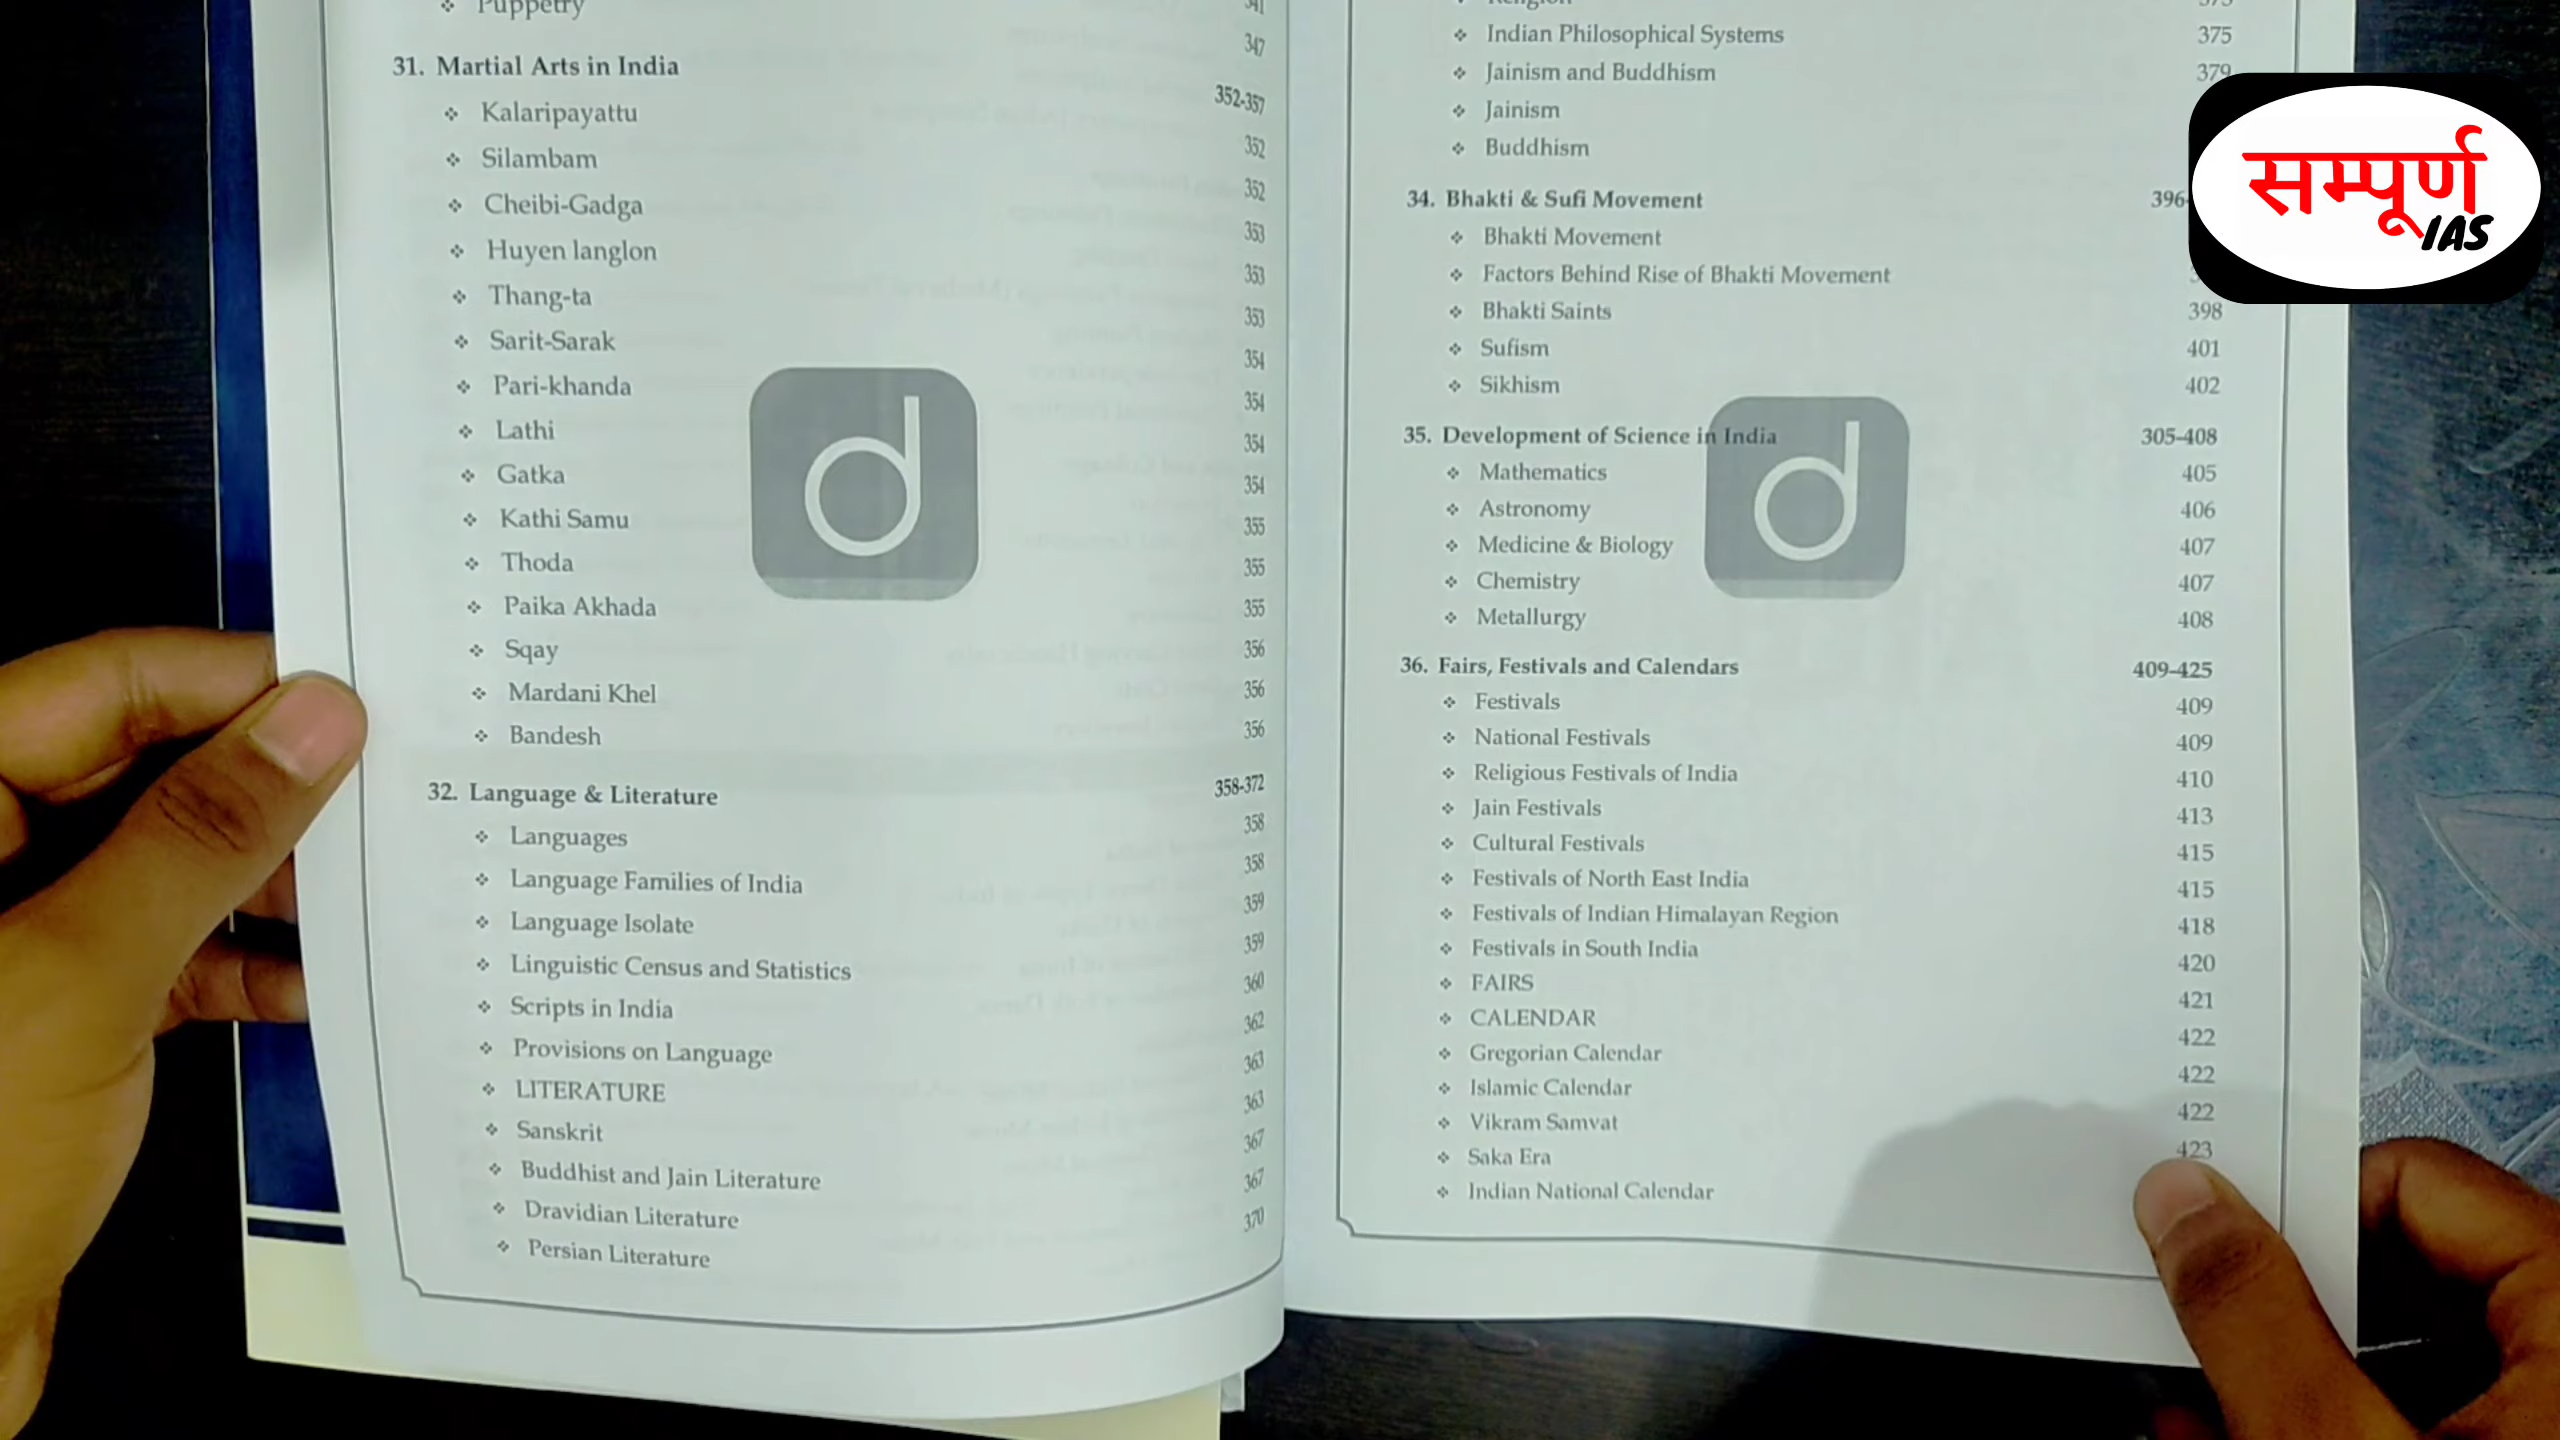 ❖ Puppetry 341
347
31. Martial Arts in India 352-357
❖ Kalaripayattu 352
❖ Silambam 352
❖ Cheibi-Gadga 353
❖ Huyen langlon 353
❖ Thang-ta 353
❖ Sarit-Sarak 354
❖ Pari-khanda 354
❖ Lathi 354
❖ Gatka 354
❖ Kathi Samu 355
❖ Thoda 355
❖ Paika Akhada 355
❖ Sqay 356
❖ Mardani Khel 356
❖ Bandesh 356
32. Language & Literature 358-372
❖ Languages 358
❖ Language Families of India 358
❖ Language Isolate 359
❖ Linguistic Census and Statistics 359
❖ Scripts in India 360
❖ Provisions on Language 362
❖ LITERATURE 363
❖ Sanskrit 363
❖ Buddhist and Jain Literature 367
❖ Dravidian Literature 367
❖ Persian Literature 370
d
❖ Religion 373
❖ Indian Philosophical Systems 375
❖ Jainism and Buddhism 379
❖ Jainism
❖ Buddhism
34. Bhakti & Sufi Movement 396-
❖ Bhakti Movement
❖ Factors Behind Rise of Bhakti Movement
❖ Bhakti Saints 398
❖ Sufism 401
❖ Sikhism 402
35. Development of Science in India 305-408
❖ Mathematics 405
❖ Astronomy 406
❖ Medicine & Biology 407
❖ Chemistry 407
❖ Metallurgy 408
36. Fairs, Festivals and Calendars 409-425
❖ Festivals 409
❖ National Festivals 409
❖ Religious Festivals of India 410
❖ Jain Festivals 413
❖ Cultural Festivals 415
❖ Festivals of North East India 415
❖ Festivals of Indian Himalayan Region 418
❖ Festivals in South India 420
❖ FAIRS 421
❖ CALENDAR 422
❖ Gregorian Calendar 422
❖ Islamic Calendar 422
❖ Vikram Samvat 423
❖ Saka Era
❖ Indian National Calendar
d
सम्पूर्ण
IAS